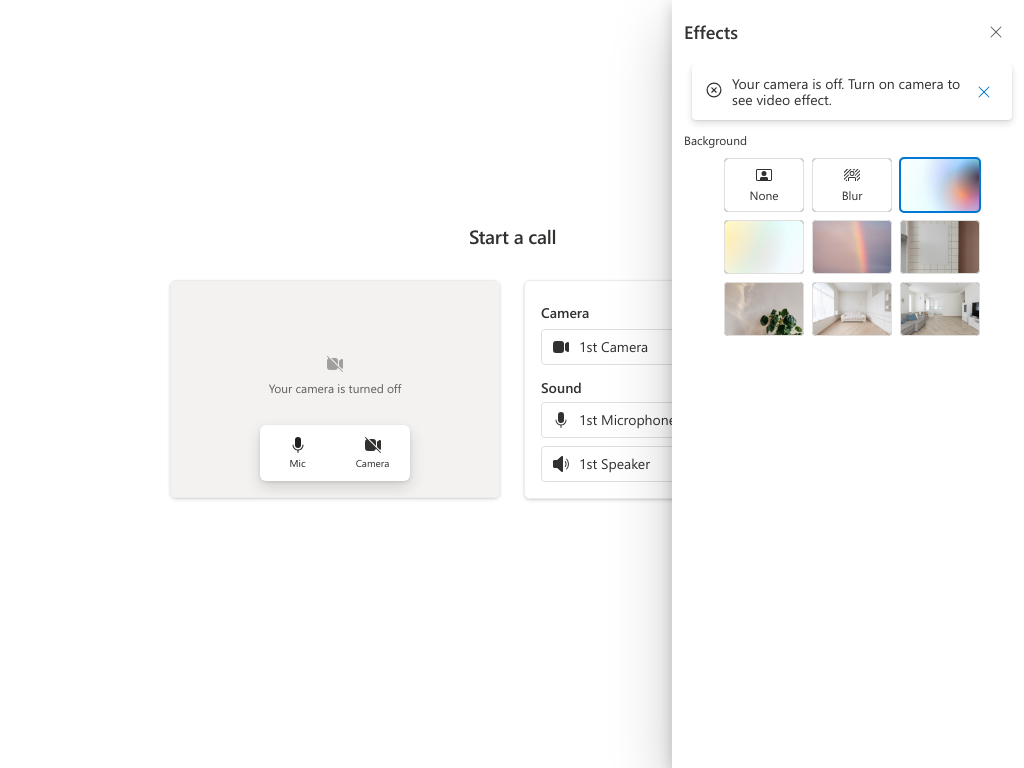 Effects
Your camera is off. Turn on camera to
see video effect.
Background
None
Blur
Start a call
Your camera is turned off
Mic
Camera
Camera
1st Camera
Sound
1st Microphone
1st Speaker